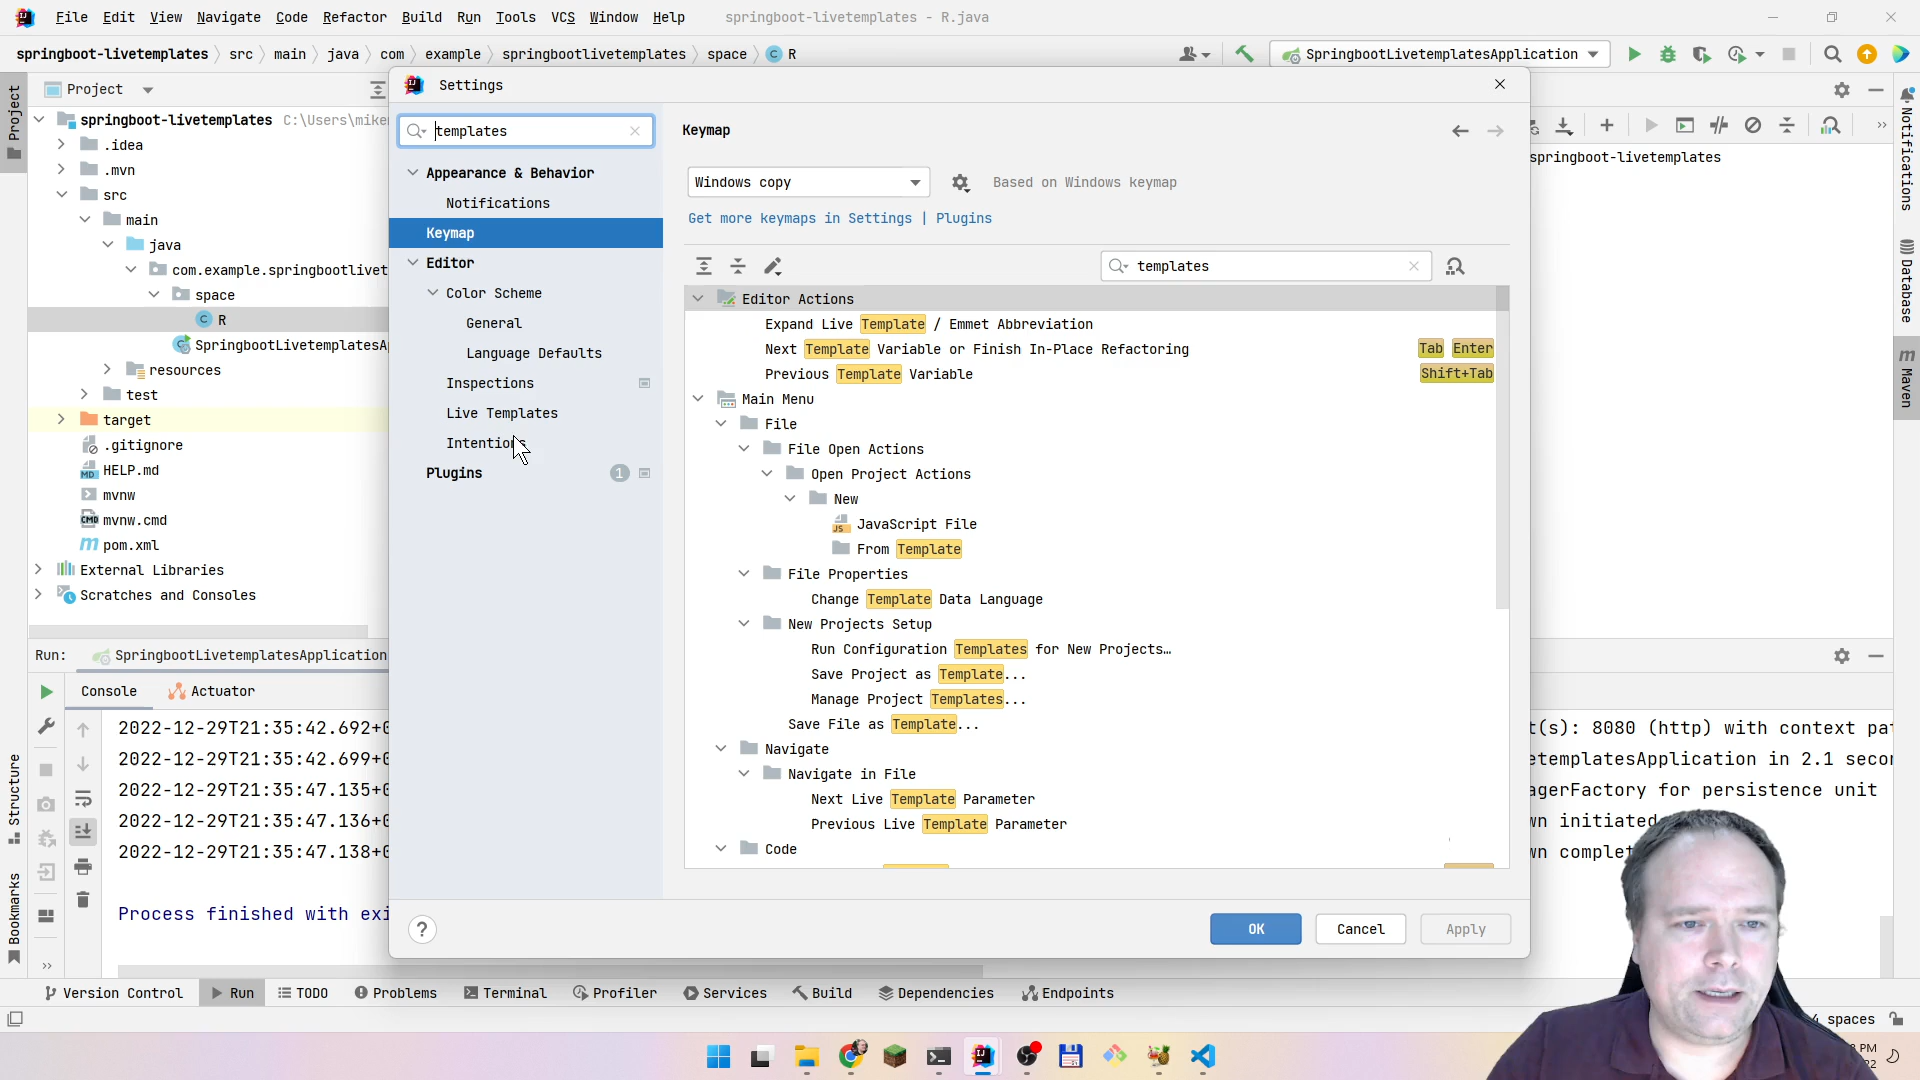 File Edit View Navigate Code Refactor Build Run Tools VCS Window Help springboot-livetemplates - R.java
springboot-livetemplates src main java com example springbootlivetemplates space R
SpringbootLivetemplatesApplication
Project
Project
springboot-livetemplates C:\Users\mike
.idea
.mvn
src
main
java
com.example.springbootlivet
space
R
SpringbootLivetemplatesA
resources
test
target
.gitignore
HELP.md
mvnw
mvnw.cmd
pom.xml
External Libraries
Scratches and Consoles
Settings
templates
Appearance & Behavior
Notifications
Keymap
Editor
Color Scheme
General
Language Defaults
Inspections
Live Templates
Intentions
Plugins 1
Keymap
Windows copy Based on Windows keymap
Get more keymaps in Settings | Plugins
templates
Editor Actions
Expand Live Template / Emmet Abbreviation
Next Template Variable or Finish In-Place Refactoring Tab Enter
Previous Template Variable Shift+Tab
Main Menu
File
File Open Actions
Open Project Actions
New
JavaScript File
From Template
File Properties
Change Template Data Language
New Projects Setup
Run Configuration Templates for New Projects…
Save Project as Template...
Manage Project Templates...
Save File as Template...
Navigate
Navigate in File
Next Live Template Parameter
Previous Live Template Parameter
Code
?
OK Cancel Apply
springboot-livetemplates
Notifications
Database
Maven
Run: SpringbootLivetemplatesApplication
Console Actuator
2022-12-29T21:35:42.692+0
2022-12-29T21:35:42.699+0
2022-12-29T21:35:47.135+0
2022-12-29T21:35:47.136+0
2022-12-29T21:35:47.138+0
Process finished with exi
t(s): 8080 (http) with context pat
etemplatesApplication in 2.1 secon
agerFactory for persistence unit
wn initiated
wn complet
Structure
Bookmarks
Version Control Run TODO Problems Terminal Profiler Services Build Dependencies Endpoints
4 spaces
PM
22